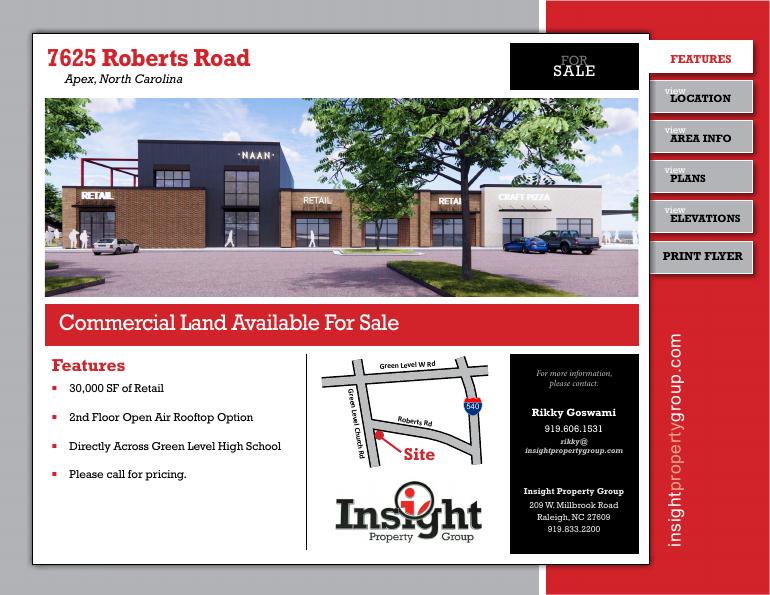 7625 Roberts Road
Apex, North Carolina
FOR
SALE
FEATURES
view
LOCATION
view
AREA INFO
view
PLANS
view
ELEVATIONS
PRINT FLYER
RETAIL
·NAAN·
RETAIL
RETAIL
CRAFT PIZZA
Commercial Land Available For Sale
Features
30,000 SF of Retail
2nd Floor Open Air Rooftop Option
Directly Across Green Level High School
Please call for pricing.
Green Level W Rd
Green Level Church Rd
540
Roberts Rd
Site
Insight
Property Group
For more information,
please contact:
Rikky Goswami
919.606.1531
rikky@
insightpropertygroup.com
Insight Property Group
209 W. Millbrook Road
Raleigh, NC 27609
919.833.2200
insightpropertygroup.com